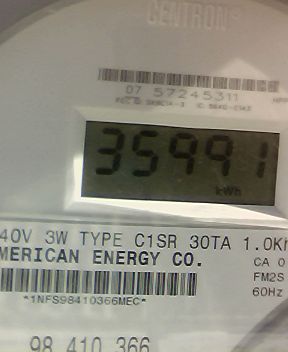 CENTRON®
07 57245311
35991
kWh
40V 3W TYPE C1SR 30TA 1.0Kh
MERICAN ENERGY CO.
CA 0
FM2S
60Hz
*1NFS98410366MEC*
98 410 366